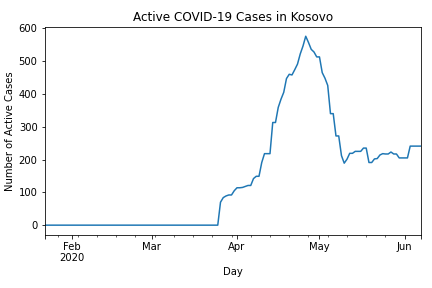 Active COVID-19 Cases in Kosovo
Number of Active Cases
600
500
400
300
200
100
0
Feb
2020
Mar
Apr
May
Jun
Day